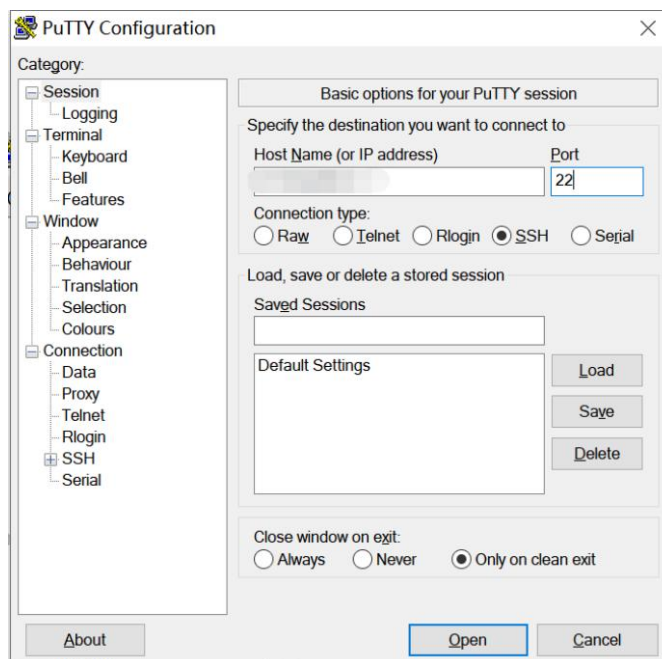 PuTTY Configuration
Category:
Session
Logging
Terminal
Keyboard
Bell
Features
Window
Appearance
Behaviour
Translation
Selection
Colours
Connection
Data
Proxy
Telnet
Rlogin
SSH
Serial
Basic options for your PuTTY session
Specify the destination you want to connect to
Host Name (or IP address) Port
22
Connection type:
Raw Telnet Rlogin SSH Serial
Load, save or delete a stored session
Saved Sessions
Default Settings
Load
Save
Delete
Close window on exit:
Always Never Only on clean exit
About Open Cancel